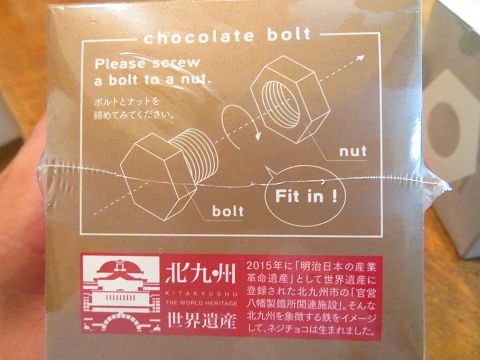 chocolate bolt
Please screw
a bolt to a nut.
ボルトとナットを
締めてみてください。
nut
bolt
Fit in !
北九州
KITAKYUSHU
THE WORLD HERITAGE
世界遺産
2015年に「明治日本の産業
革命遺産」として世界遺産に
登録された北九州市の「官営
八幡製鐵所関連施設」。そんな
北九州を象徴する鉄をイメージ
して、ネジチョコは生まれました。